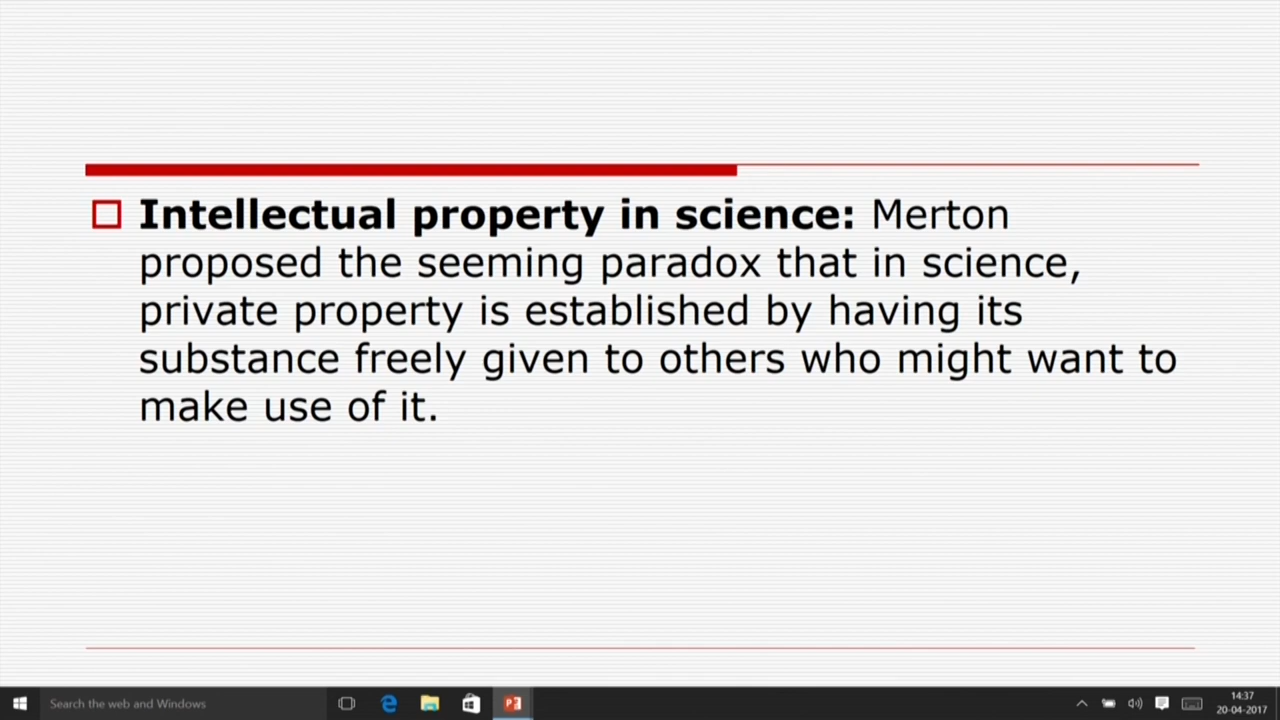 Intellectual property in science: Merton
proposed the seeming paradox that in science,
private property is established by having its
substance freely given to others who might want to
make use of it.
Search the web and Windows
14:37
20-04-2017